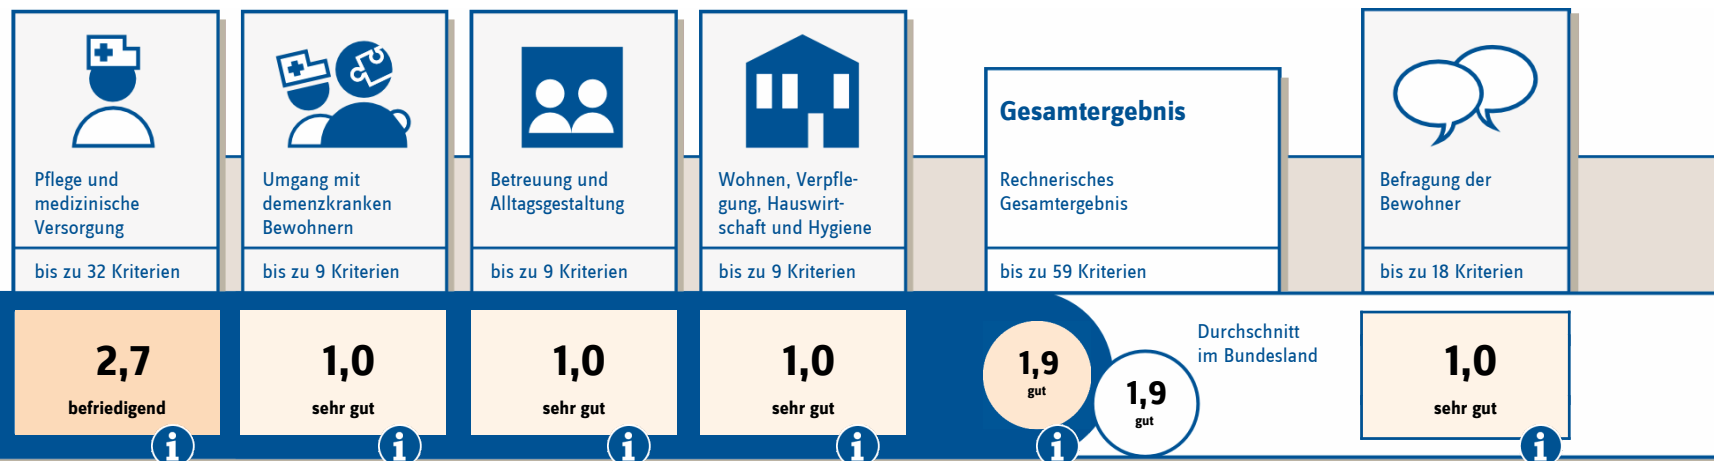 Pflege und
medizinische
Versorgung
bis zu 32 Kriterien
2,7
befriedigend
i
Umgang mit
demenzkranken
Bewohnern
bis zu 9 Kriterien
1,0
sehr gut
i
Betreuung und
Alltagsgestaltung
bis zu 9 Kriterien
1,0
sehr gut
i
Wohnen, Verpfle-
gung, Hauswirt-
schaft und Hygiene
bis zu 9 Kriterien
1,0
sehr gut
i
Gesamtergebnis
Rechnerisches
Gesamtergebnis
bis zu 59 Kriterien
1,9
gut
i
Durchschnitt
im Bundesland
1,9
gut
Befragung der
Bewohner
bis zu 18 Kriterien
1,0
sehr gut
i